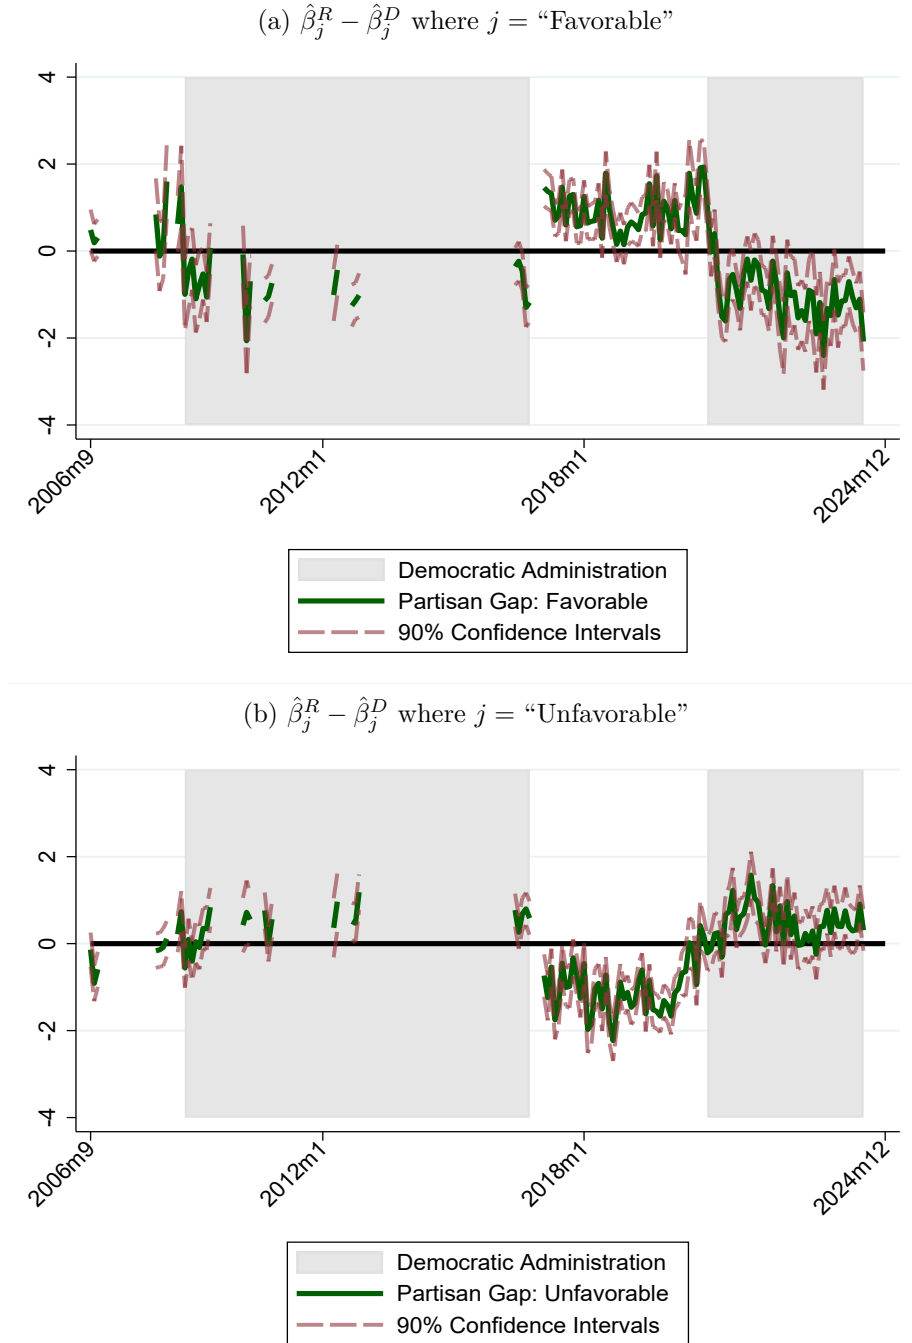 (a) β̂ⱼᴿ − β̂ⱼᴰ where j = “Favorable”
4
2
0
2
-4
2006m9
2012m1
2018m1
2024m12
Democratic Administration
Partisan Gap: Favorable
90% Confidence Intervals
(b) β̂ⱼᴿ − β̂ⱼᴰ where j = “Unfavorable”
4
2
0
-2
-4
2006m9
2012m1
2018m1
2024m12
Democratic Administration
Partisan Gap: Unfavorable
90% Confidence Intervals